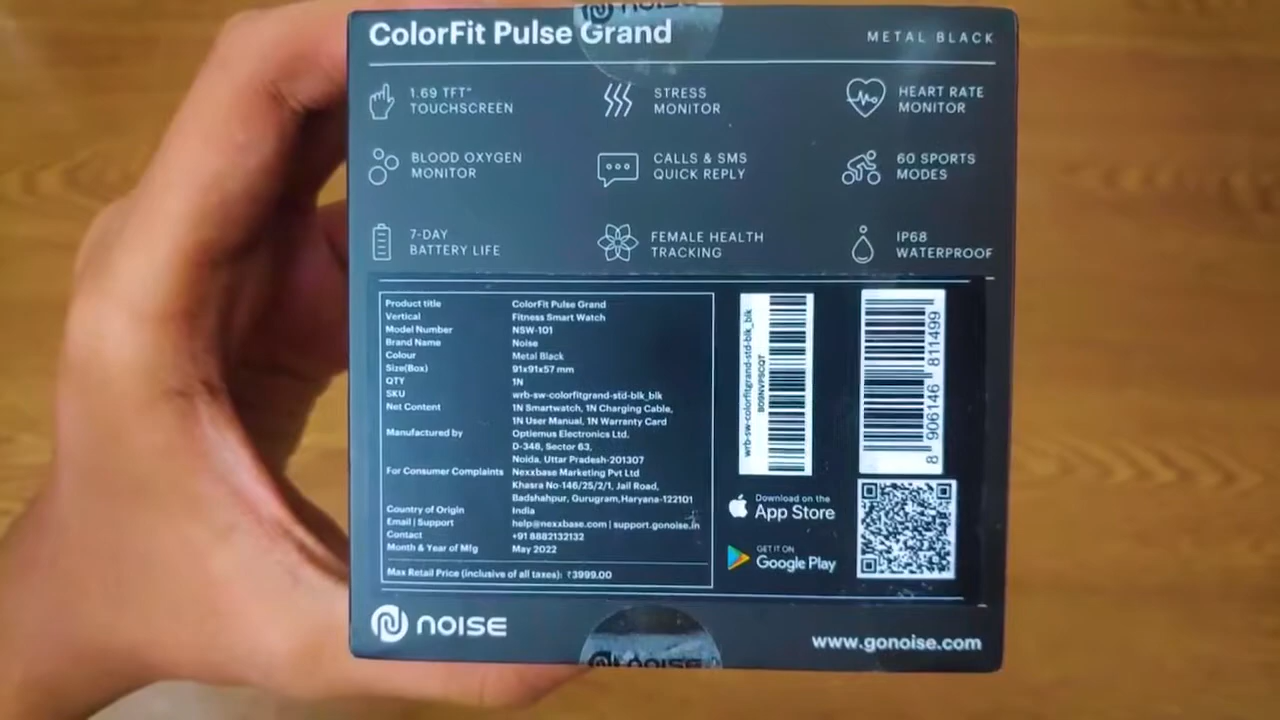 NOISE
ColorFit Pulse Grand
METAL BLACK
1.69 TFT"
TOUCHSCREEN
STRESS
MONITOR
HEART RATE
MONITOR
BLOOD OXYGEN
MONITOR
CALLS & SMS
QUICK REPLY
60 SPORTS
MODES
7-DAY
BATTERY LIFE
FEMALE HEALTH
TRACKING
IP68
WATERPROOF
Product title ColorFit Pulse Grand
Vertical Fitness Smart Watch
Model Number NSW-101
Brand Name Noise
Colour Metal Black
Size(Box) 91x91x57 mm
QTY 1N
SKU wrb-sw-colorfitgrand-std-blk_blk
Net Content 1N Smartwatch, 1N Charging Cable,
1N User Manual, 1N Warranty Card
Manufactured by Optiemus Electronics Ltd.
D-348, Sector 63,
Noida, Uttar Pradesh-201307
For Consumer Complaints Nexxbase Marketing Pvt Ltd
Khasra No-146/25/2/1, Jail Road,
Badshahpur, Gurugram,Haryana-122101
Country of Origin India
Email | Support help@nexxbase.com | support.gonoise.in
Contact +91 8882132132
Month & Year of Mfg May 2022
Max Retail Price (inclusive of all taxes): ₹3999.00
wrb-sw-colorfitgrand-std-blk_blk
B09NVPSCQT
8 906146 811499
Download on the
App Store
GET IT ON
Google Play
NOISE
NOISE
www.gonoise.com